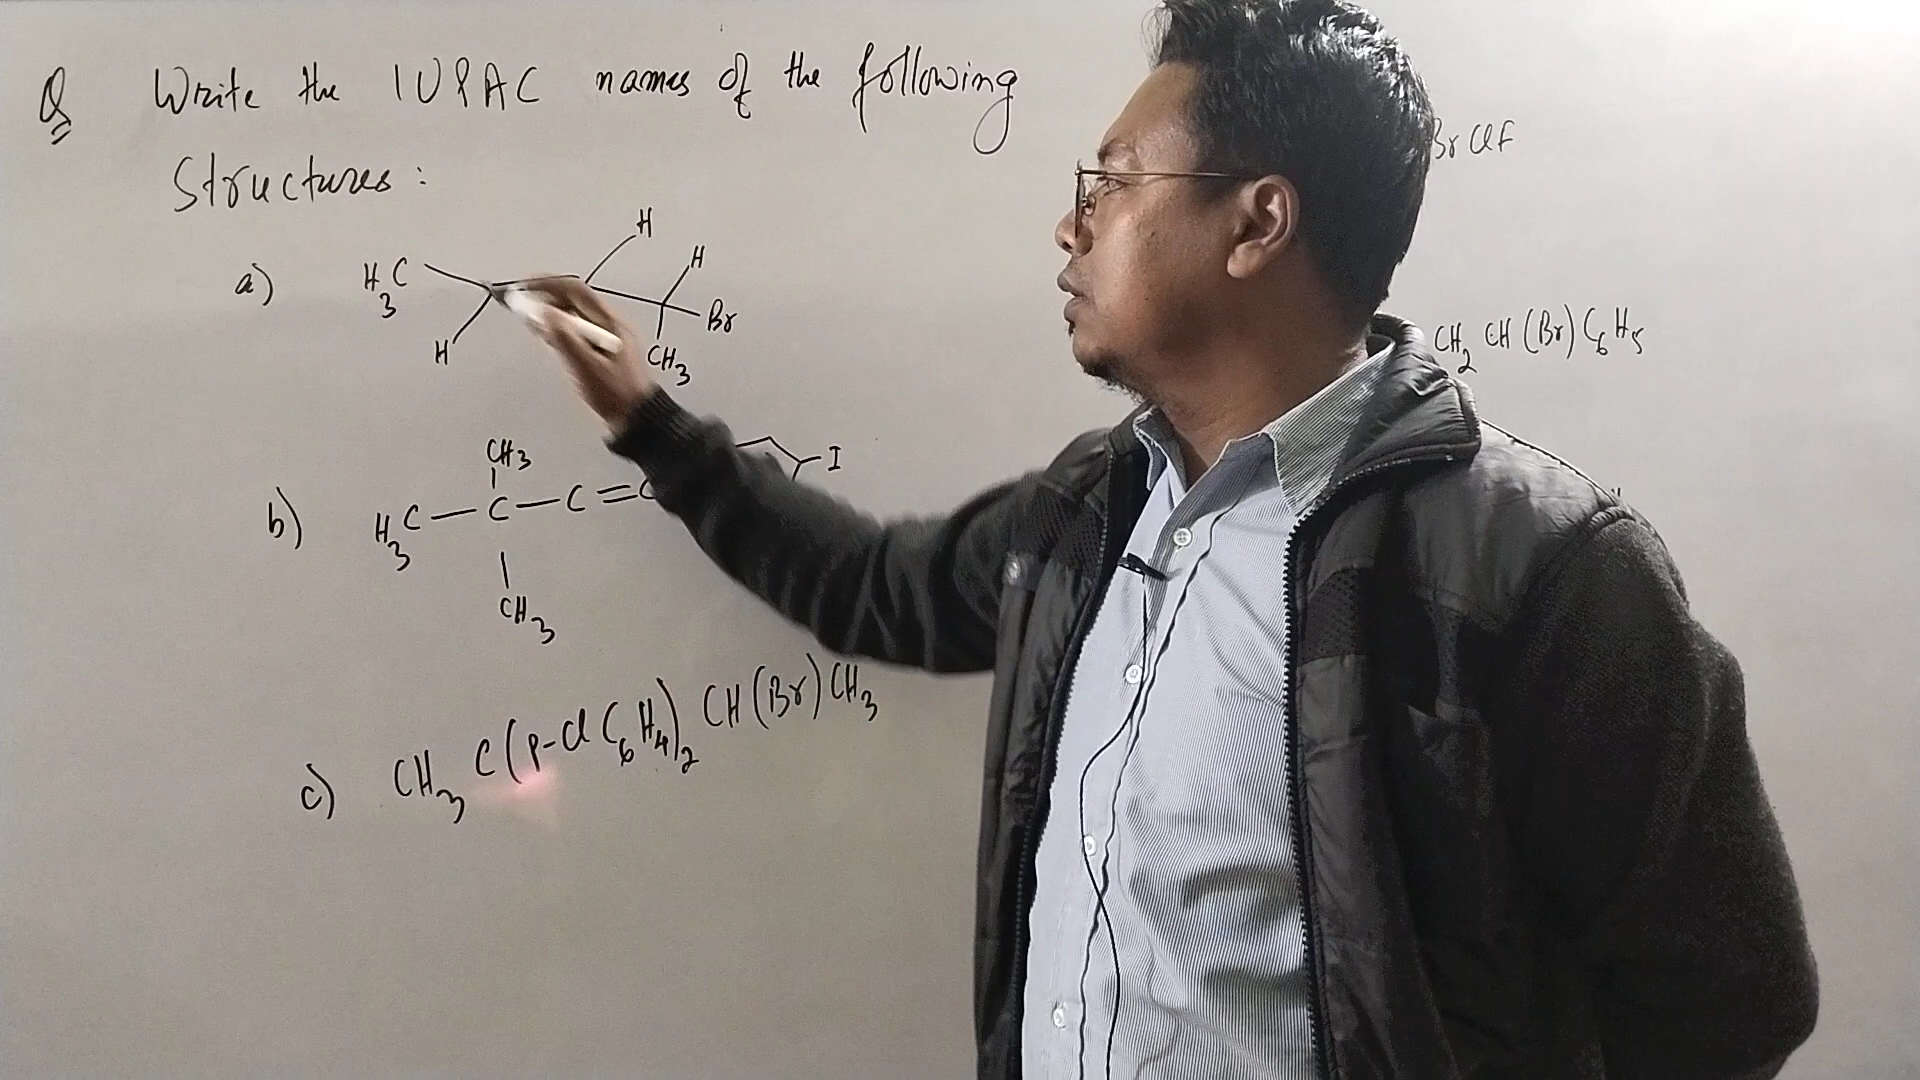 Q Write the IUPAC names of the following
Structures:
a) H3C H H H Br CH3
b) H3C — C — C = C I
CH3
CH3
c) CH3 C(p-Cl C6H4)2 CH(Br)CH3
Br Cl F
CH2 CH(Br)C6H5